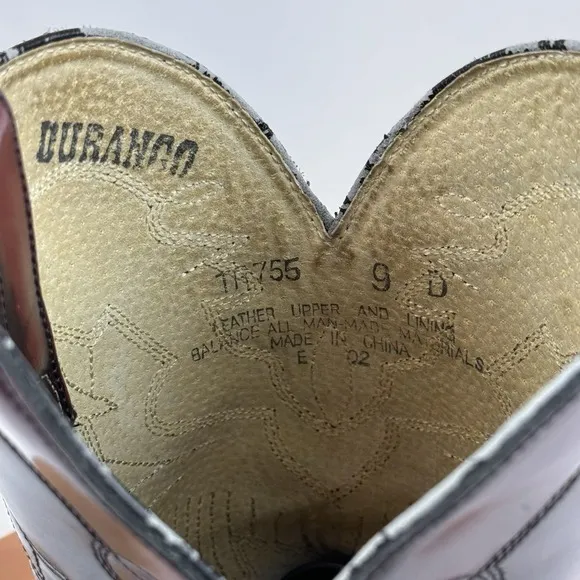 DURANGO
TR755 9 D
LEATHER UPPER AND LINING
BALANCE ALL MAN-MADE MATERIALS
MADE IN CHINA
E 02